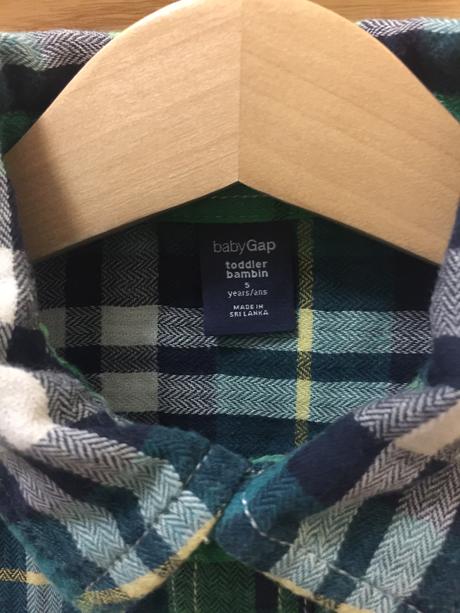 babyGap
toddler
bambin
5
years/ans
MADE IN
SRI LANKA